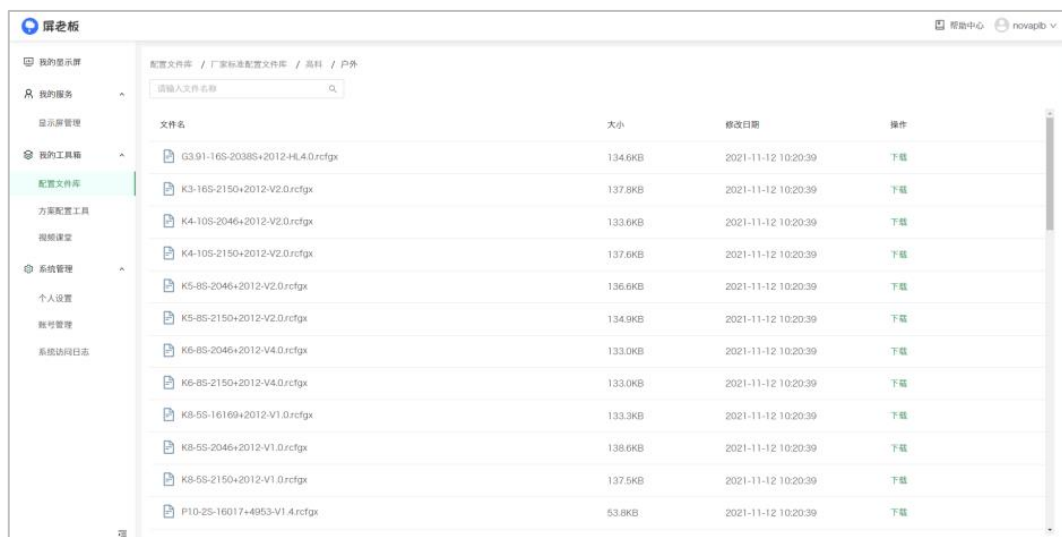 屏老板
帮助中心 novaplb
我的显示屏
我的服务
显示屏管理
我的工具箱
配置文件库
方案配置工具
视频课堂
系统管理
个人设置
账号管理
系统访问日志
配置文件库 / 厂家标准配置文件库 / 高科 / 户外
请输入文件名称
文件名 大小 修改日期 操作
G3.91-16S-2038S+2012-HL4.0.rcfgx 134.6KB 2021-11-12 10:20:39 下载
K3-16S-2150+2012-V2.0.rcfgx 137.8KB 2021-11-12 10:20:39 下载
K4-10S-2046+2012-V2.0.rcfgx 133.6KB 2021-11-12 10:20:39 下载
K4-10S-2150+2012-V2.0.rcfgx 137.6KB 2021-11-12 10:20:39 下载
K5-8S-2046+2012-V2.0.rcfgx 136.6KB 2021-11-12 10:20:39 下载
K5-8S-2150+2012-V2.0.rcfgx 134.9KB 2021-11-12 10:20:39 下载
K6-8S-2046+2012-V4.0.rcfgx 133.0KB 2021-11-12 10:20:39 下载
K6-8S-2150+2012-V4.0.rcfgx 133.0KB 2021-11-12 10:20:39 下载
K8-5S-16169+2012-V1.0.rcfgx 133.3KB 2021-11-12 10:20:39 下载
K8-5S-2046+2012-V1.0.rcfgx 138.6KB 2021-11-12 10:20:39 下载
K8-5S-2150+2012-V1.0.rcfgx 137.5KB 2021-11-12 10:20:39 下载
P10-2S-16017+4953-V1.4.rcfgx 53.8KB 2021-11-12 10:20:39 下载